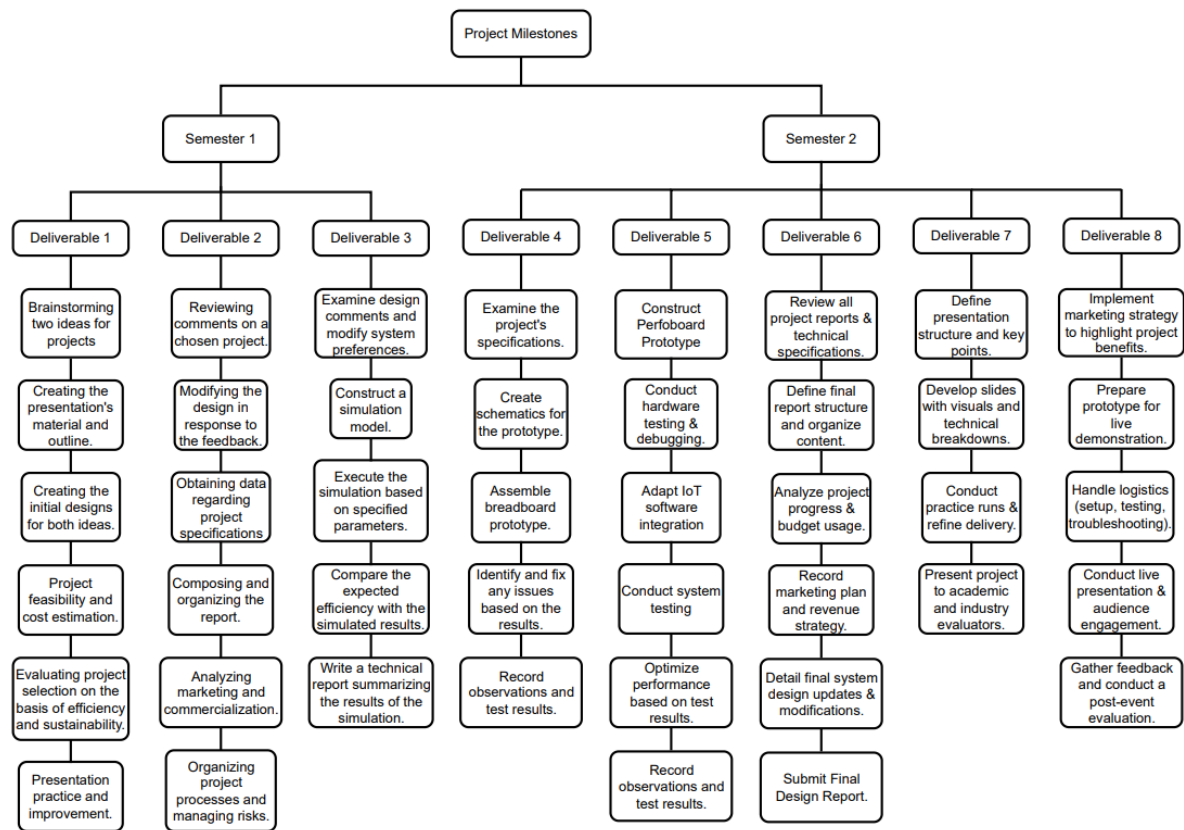 Project Milestones
Semester 1
Semester 2
Deliverable 1
Deliverable 2
Deliverable 3
Deliverable 4
Deliverable 5
Deliverable 6
Deliverable 7
Deliverable 8
Brainstorming
two ideas for
projects
Creating the
presentation's
material and
outline.
Creating the
initial designs
for both ideas.
Project
feasibility and
cost estimation.
Evaluating project
selection on the
basis of efficiency
and sustainability.
Presentation
practice and
improvement.
Reviewing
comments on a
chosen project.
Modifying the
design in
response to
the feedback.
Obtaining data
regarding
project
specifications
Composing and
organizing the
report.
Analyzing
marketing and
commercialization.
Organizing
project
processes and
managing risks.
Examine design
comments and
modify system
preferences.
Construct a
simulation
model.
Execute the
simulation based
on specified
parameters.
Compare the
expected
efficiency with the
simulated results.
Write a technical
report summarizing
the results of the
simulation.
Examine the
project's
specifications.
Create
schematics for
the prototype.
Assemble
breadboard
prototype.
Identify and fix
any issues
based on the
results.
Record
observations and
test results.
Construct
Perfoboard
Prototype
Conduct
hardware
testing &
debugging.
Adapt IoT
software
integration
Conduct system
testing
Optimize
performance
based on test
results.
Record
observations and
test results.
Review all
project reports &
technical
specifications.
Define final
report structure
and organize
content.
Analyze project
progress &
budget usage.
Record
marketing plan
and revenue
strategy.
Detail final system
design updates &
modifications.
Submit Final
Design Report.
Define
presentation
structure and key
points.
Develop slides
with visuals and
technical
breakdowns.
Conduct
practice runs &
refine delivery.
Present project
to academic
and industry
evaluators.
Implement
marketing strategy
to highlight project
benefits.
Prepare
prototype for
live
demonstration.
Handle logistics
(setup, testing,
troubleshooting).
Conduct live
presentation &
audience
engagement.
Gather feedback
and conduct a
post-event
evaluation.